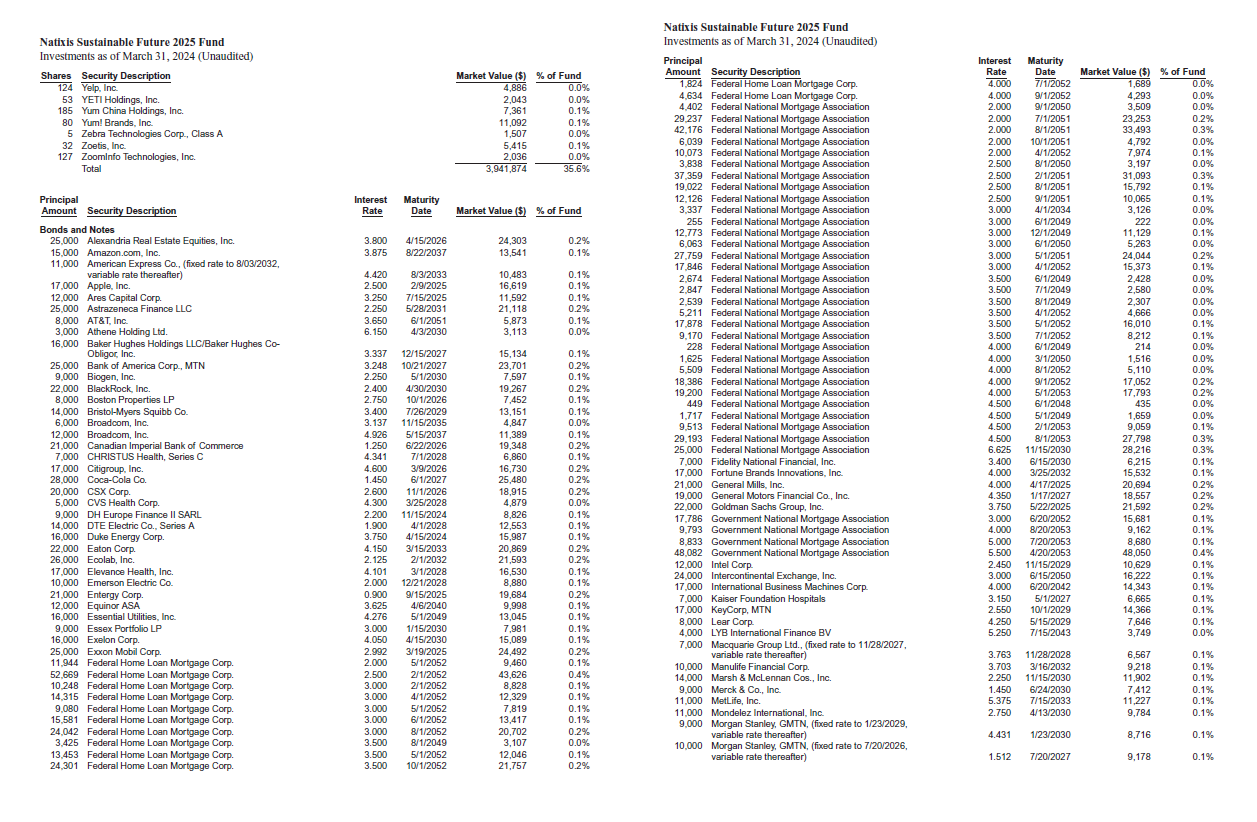 Natixis Sustainable Future 2025 Fund
Investments as of March 31, 2024 (Unaudited)
Shares Security Description Market Value ($) % of Fund
124 Yelp, Inc. 4,886 0.0%
53 YETI Holdings, Inc. 2,043 0.0%
185 Yum China Holdings, Inc. 7,361 0.1%
80 Yum! Brands, Inc. 11,092 0.1%
5 Zebra Technologies Corp., Class A 1,507 0.0%
32 Zoetis, Inc. 5,415 0.1%
127 ZoomInfo Technologies, Inc. 2,036 0.0%
Total 3,941,874 35.6%
Principal Interest Maturity
Amount Security Description Rate Date Market Value ($) % of Fund
Bonds and Notes
25,000 Alexandria Real Estate Equities, Inc. 3.800 4/15/2026 24,303 0.2%
15,000 Amazon.com, Inc. 3.875 8/22/2037 13,541 0.1%
11,000 American Express Co., (fixed rate to 8/03/2032,
variable rate thereafter) 4.420 8/3/2033 10,483 0.1%
17,000 Apple, Inc. 2.500 2/9/2025 16,619 0.1%
12,000 Ares Capital Corp. 3.250 7/15/2025 11,592 0.1%
25,000 Astrazeneca Finance LLC 2.250 5/28/2031 21,118 0.2%
8,000 AT&T, Inc. 3.650 6/1/2051 5,873 0.1%
3,000 Athene Holding Ltd. 6.150 4/3/2030 3,113 0.0%
16,000 Baker Hughes Holdings LLC/Baker Hughes Co-
Obligor, Inc. 3.337 12/15/2027 15,134 0.1%
25,000 Bank of America Corp., MTN 3.248 10/21/2027 23,701 0.2%
9,000 Biogen, Inc. 2.250 5/1/2030 7,597 0.1%
22,000 BlackRock, Inc. 2.400 4/30/2030 19,267 0.2%
8,000 Boston Properties LP 2.750 10/1/2026 7,452 0.1%
14,000 Bristol-Myers Squibb Co. 3.400 7/26/2029 13,151 0.1%
6,000 Broadcom, Inc. 3.137 11/15/2035 4,847 0.0%
12,000 Broadcom, Inc. 4.926 5/15/2037 11,389 0.1%
21,000 Canadian Imperial Bank of Commerce 1.250 6/22/2026 19,348 0.2%
7,000 CHRISTUS Health, Series C 4.341 7/1/2028 6,860 0.1%
17,000 Citigroup, Inc. 4.600 3/9/2026 16,730 0.2%
28,000 Coca-Cola Co. 1.450 6/1/2027 25,480 0.2%
20,000 CSX Corp. 2.600 11/1/2026 18,915 0.2%
5,000 CVS Health Corp. 4.300 3/25/2028 4,879 0.0%
9,000 DH Europe Finance II SARL 2.200 11/15/2024 8,826 0.1%
14,000 DTE Electric Co., Series A 1.900 4/1/2028 12,553 0.1%
16,000 Duke Energy Corp. 3.750 4/15/2024 15,987 0.1%
22,000 Eaton Corp. 4.150 3/15/2033 20,869 0.2%
26,000 Ecolab, Inc. 2.125 2/1/2032 21,593 0.2%
17,000 Elevance Health, Inc. 4.101 3/1/2028 16,530 0.1%
10,000 Emerson Electric Co. 2.000 12/21/2028 8,880 0.1%
21,000 Entergy Corp. 0.900 9/15/2025 19,684 0.2%
12,000 Equinor ASA 3.625 4/6/2040 9,998 0.1%
16,000 Essential Utilities, Inc. 4.276 5/1/2049 13,045 0.1%
9,000 Essex Portfolio LP 3.000 1/15/2030 7,981 0.1%
16,000 Exelon Corp. 4.050 4/15/2030 15,089 0.1%
25,000 Exxon Mobil Corp. 2.992 3/19/2025 24,492 0.2%
11,944 Federal Home Loan Mortgage Corp. 2.000 5/1/2052 9,460 0.1%
52,669 Federal Home Loan Mortgage Corp. 2.500 2/1/2052 43,626 0.4%
10,248 Federal Home Loan Mortgage Corp. 3.000 2/1/2052 8,828 0.1%
14,315 Federal Home Loan Mortgage Corp. 3.000 4/1/2052 12,329 0.1%
9,080 Federal Home Loan Mortgage Corp. 3.000 5/1/2052 7,819 0.1%
15,581 Federal Home Loan Mortgage Corp. 3.000 6/1/2052 13,417 0.1%
24,042 Federal Home Loan Mortgage Corp. 3.000 8/1/2052 20,702 0.2%
3,425 Federal Home Loan Mortgage Corp. 3.500 8/1/2049 3,107 0.0%
13,453 Federal Home Loan Mortgage Corp. 3.500 5/1/2052 12,046 0.1%
24,301 Federal Home Loan Mortgage Corp. 3.500 10/1/2052 21,757 0.2%
Natixis Sustainable Future 2025 Fund
Investments as of March 31, 2024 (Unaudited)
Principal Interest Maturity
Amount Security Description Rate Date Market Value ($) % of Fund
1,824 Federal Home Loan Mortgage Corp. 4.000 7/1/2052 1,689 0.0%
4,634 Federal Home Loan Mortgage Corp. 4.000 9/1/2052 4,293 0.0%
4,402 Federal National Mortgage Association 2.000 9/1/2050 3,509 0.0%
29,237 Federal National Mortgage Association 2.000 7/1/2051 23,253 0.2%
42,176 Federal National Mortgage Association 2.000 8/1/2051 33,493 0.3%
6,039 Federal National Mortgage Association 2.000 10/1/2051 4,792 0.0%
10,073 Federal National Mortgage Association 2.000 4/1/2052 7,974 0.1%
3,838 Federal National Mortgage Association 2.500 8/1/2050 3,197 0.0%
37,359 Federal National Mortgage Association 2.500 2/1/2051 31,093 0.3%
19,022 Federal National Mortgage Association 2.500 8/1/2051 15,792 0.1%
12,126 Federal National Mortgage Association 2.500 9/1/2051 10,065 0.1%
3,337 Federal National Mortgage Association 3.000 4/1/2034 3,126 0.0%
255 Federal National Mortgage Association 3.000 6/1/2049 222 0.0%
12,773 Federal National Mortgage Association 3.000 12/1/2049 11,129 0.1%
6,063 Federal National Mortgage Association 3.000 6/1/2050 5,263 0.0%
27,759 Federal National Mortgage Association 3.000 5/1/2051 24,044 0.2%
17,846 Federal National Mortgage Association 3.000 4/1/2052 15,373 0.1%
2,674 Federal National Mortgage Association 3.500 6/1/2049 2,428 0.0%
2,847 Federal National Mortgage Association 3.500 7/1/2049 2,580 0.0%
2,539 Federal National Mortgage Association 3.500 8/1/2049 2,307 0.0%
5,211 Federal National Mortgage Association 3.500 4/1/2052 4,666 0.0%
17,878 Federal National Mortgage Association 3.500 5/1/2052 16,010 0.1%
9,170 Federal National Mortgage Association 3.500 7/1/2052 8,212 0.1%
228 Federal National Mortgage Association 4.000 6/1/2049 214 0.0%
1,625 Federal National Mortgage Association 4.000 3/1/2050 1,516 0.0%
5,509 Federal National Mortgage Association 4.000 8/1/2052 5,110 0.0%
18,386 Federal National Mortgage Association 4.000 9/1/2052 17,052 0.2%
19,200 Federal National Mortgage Association 4.000 5/1/2053 17,793 0.2%
449 Federal National Mortgage Association 4.500 6/1/2048 435 0.0%
1,717 Federal National Mortgage Association 4.500 5/1/2049 1,659 0.0%
9,513 Federal National Mortgage Association 4.500 2/1/2053 9,059 0.1%
29,193 Federal National Mortgage Association 4.500 8/1/2053 27,798 0.3%
25,000 Federal National Mortgage Association 6.625 11/15/2030 28,216 0.3%
7,000 Fidelity National Financial, Inc. 3.400 6/15/2030 6,215 0.1%
17,000 Fortune Brands Innovations, Inc. 4.000 3/25/2032 15,532 0.1%
21,000 General Mills, Inc. 4.000 4/17/2025 20,694 0.2%
19,000 General Motors Financial Co., Inc. 4.350 1/17/2027 18,557 0.2%
22,000 Goldman Sachs Group, Inc. 3.750 5/22/2025 21,592 0.2%
17,786 Government National Mortgage Association 3.000 6/20/2052 15,681 0.1%
9,793 Government National Mortgage Association 4.000 8/20/2053 9,162 0.1%
8,833 Government National Mortgage Association 5.000 7/20/2053 8,680 0.1%
48,082 Government National Mortgage Association 5.500 4/20/2053 48,050 0.4%
12,000 Intel Corp. 2.450 11/15/2029 10,629 0.1%
24,000 Intercontinental Exchange, Inc. 3.000 6/15/2050 16,222 0.1%
17,000 International Business Machines Corp. 4.000 6/20/2042 14,343 0.1%
7,000 Kaiser Foundation Hospitals 3.150 5/1/2027 6,665 0.1%
17,000 KeyCorp, MTN 2.550 10/1/2029 14,366 0.1%
8,000 Lear Corp. 4.250 5/15/2029 7,646 0.1%
4,000 LYB International Finance BV 5.250 7/15/2043 3,749 0.0%
7,000 Macquarie Group Ltd., (fixed rate to 11/28/2027,
variable rate thereafter) 3.763 11/28/2028 6,567 0.1%
10,000 Manulife Financial Corp. 3.703 3/16/2032 9,218 0.1%
14,000 Marsh & McLennan Cos., Inc. 2.250 11/15/2030 11,902 0.1%
9,000 Merck & Co., Inc. 1.450 6/24/2030 7,412 0.1%
11,000 MetLife, Inc. 5.375 7/15/2033 11,227 0.1%
11,000 Mondelez International, Inc. 2.750 4/13/2030 9,784 0.1%
9,000 Morgan Stanley, GMTN, (fixed rate to 1/23/2029,
variable rate thereafter) 4.431 1/23/2030 8,716 0.1%
10,000 Morgan Stanley, GMTN, (fixed rate to 7/20/2026,
variable rate thereafter) 1.512 7/20/2027 9,178 0.1%